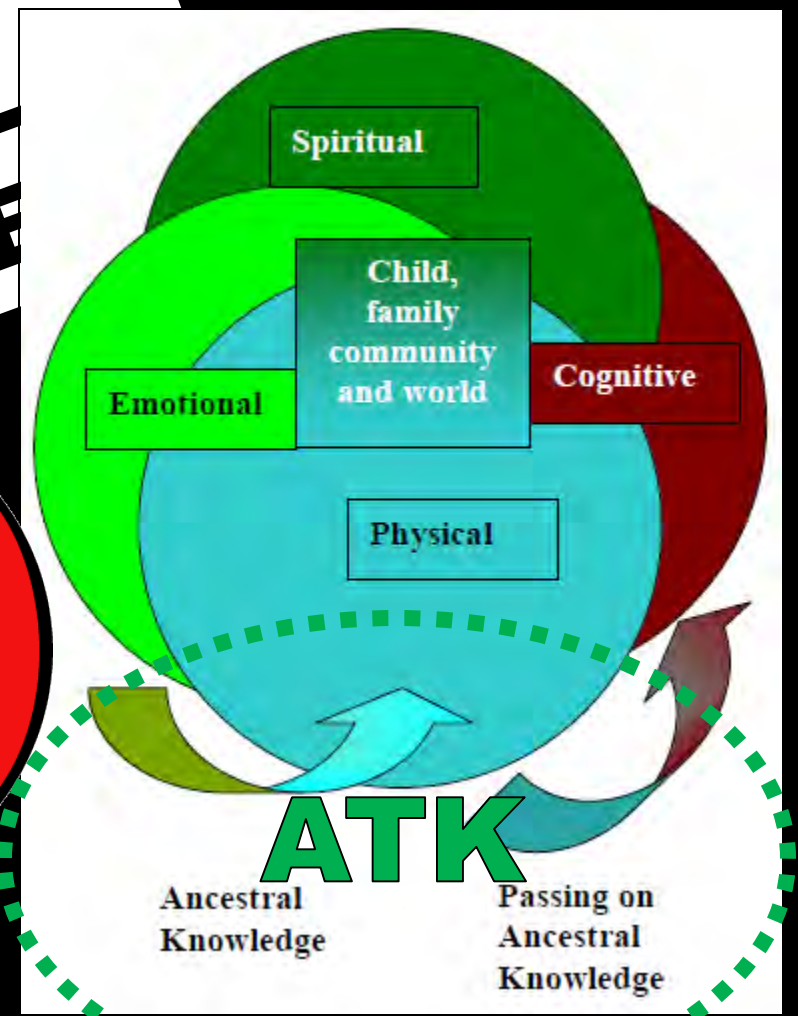 Spiritual
Child,
family
community
and world
Cognitive
Emotional
Physical
ATK
Ancestral
Knowledge
Passing on
Ancestral
Knowledge